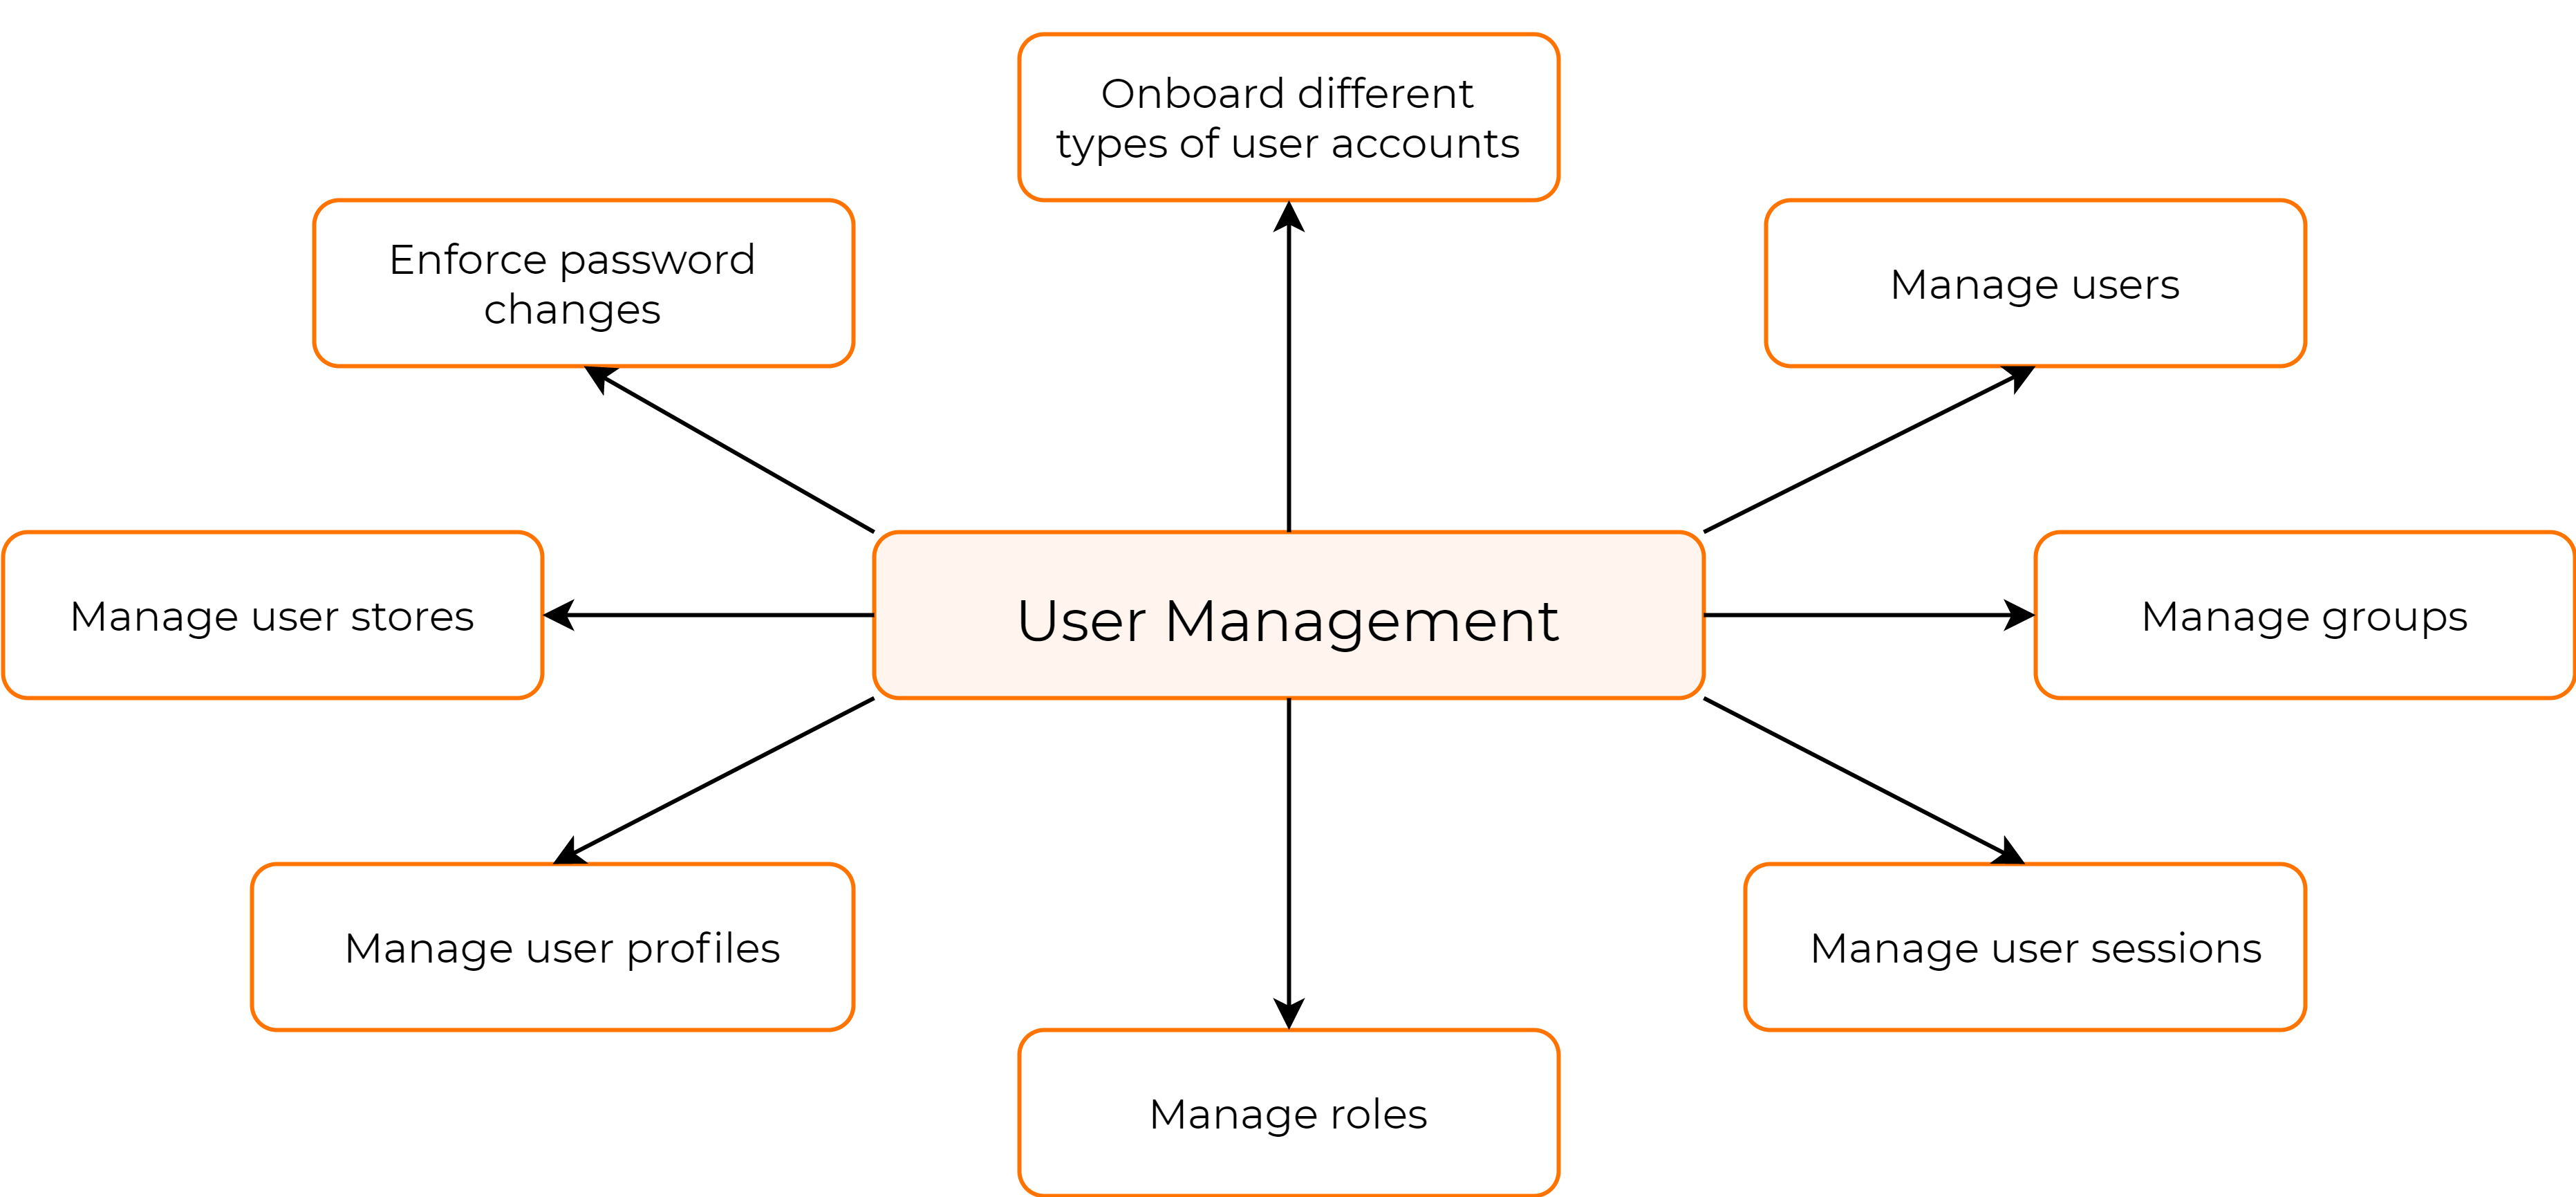 Onboard different
types of user accounts
Enforce password
changes
Manage users
Manage user stores
User Management
Manage groups
Manage user profiles
Manage user sessions
Manage roles